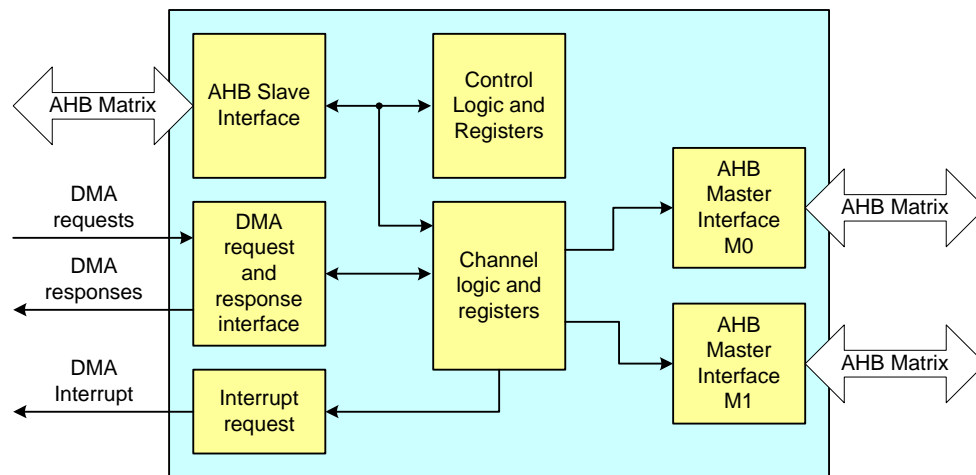 AHB Matrix
AHB Slave
Interface
Control
Logic and
Registers
DMA
requests
DMA
responses
DMA
request
and
response
interface
Channel
logic and
registers
AHB
Master
Interface
M0
AHB Matrix
AHB
Master
Interface
M1
AHB Matrix
DMA
Interrupt
Interrupt
request